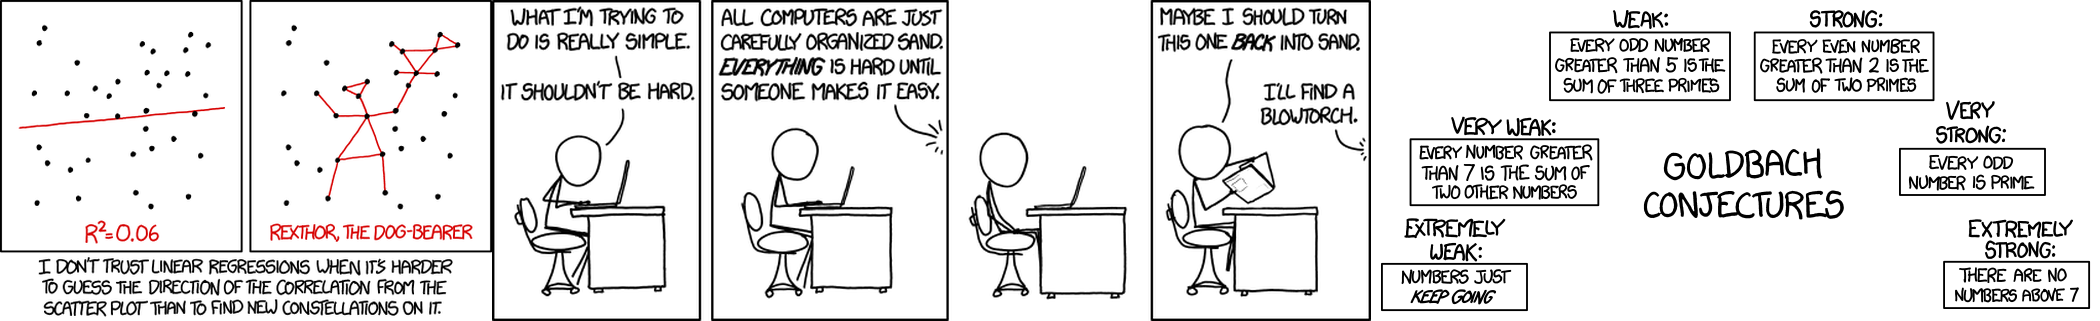 R²=0.06
REXTHOR, THE DOG-BEARER
I DON'T TRUST LINEAR REGRESSIONS WHEN IT'S HARDER
TO GUESS THE DIRECTION OF THE CORRELATION FROM THE
SCATTER PLOT THAN TO FIND NEW CONSTELLATIONS ON IT.
WHAT I'M TRYING TO
DO IS REALLY SIMPLE.
IT SHOULDN'T BE HARD.
ALL COMPUTERS ARE JUST
CAREFULLY ORGANIZED SAND.
EVERYTHING IS HARD UNTIL
SOMEONE MAKES IT EASY.
MAYBE I SHOULD TURN
THIS ONE BACK INTO SAND.
I'LL FIND A
BLOWTORCH.
GOLDBACH
CONJECTURES
WEAK:
EVERY ODD NUMBER
GREATER THAN 5 IS THE
SUM OF THREE PRIMES
STRONG:
EVERY EVEN NUMBER
GREATER THAN 2 IS THE
SUM OF TWO PRIMES
VERY WEAK:
EVERY NUMBER GREATER
THAN 7 IS THE SUM OF
TWO OTHER NUMBERS
VERY
STRONG:
EVERY ODD
NUMBER IS PRIME
EXTREMELY
WEAK:
NUMBERS JUST
KEEP GOING
EXTREMELY
STRONG:
THERE ARE NO
NUMBERS ABOVE 7